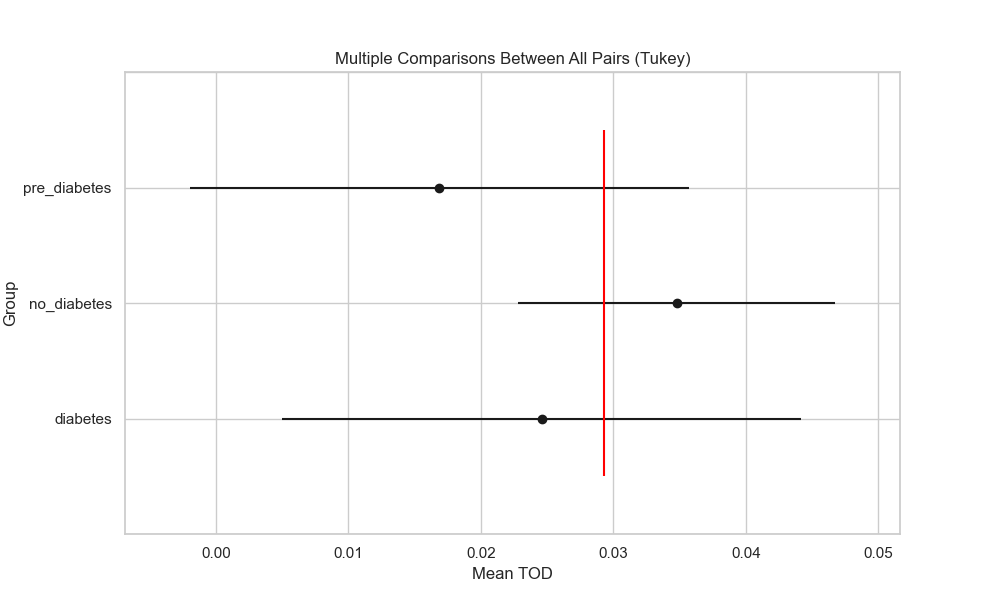 Multiple Comparisons Between All Pairs (Tukey)
pre_diabetes
no_diabetes
diabetes
Group
0.00 0.01 0.02 0.03 0.04 0.05
Mean TOD